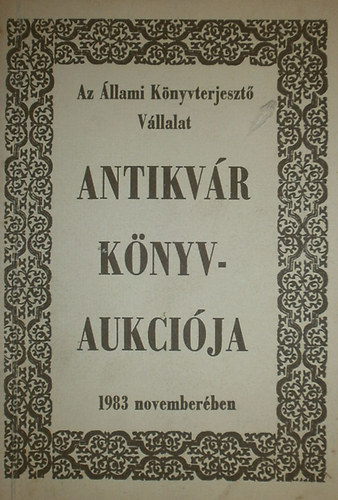 Az Állami Könyvterjesztő
Vállalat
ANTIKVÁR
KÖNYV-
AUKCIÓJA
1983 novemberében